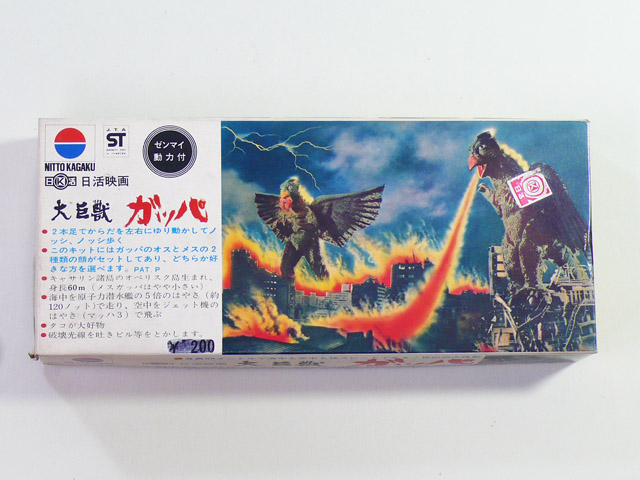 NITTO KAGAKU
J.T.A
ST
ゼンマイ
動力付
日活映画
大巨獣 ガッパ
●2本足でからだを左右にゆり動かしてノ
ッシ、ノッシ歩く
●このキットにはガッパのオスとメスの2
種類の頭がセットしてあり、どちらか好
きな方を選べます。PAT.P
●キャサリン諸島のオベリスク島生まれ、
身長60m(メスガッパはやや小さい)
●海中を原子力潜水艦の5倍のはやさ(約
120ノット)で走り、空中をジェット機の
はやさ(マッハ3)で飛ぶ
●タコが大好物
●破壊光線を吐きビル等をとかします。
¥200
大巨獣 ガッパ